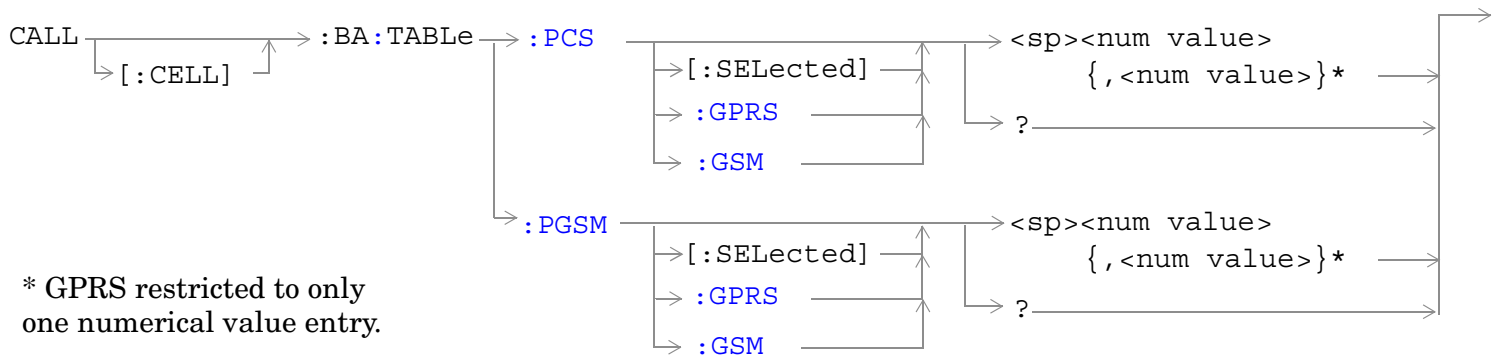 CALL :BA:TABLe :PCS <sp><num value>
[:CELL] [:SELected] {,<num value>}*
:GPRS ?
:GSM
:PGSM <sp><num value>
[:SELected] {,<num value>}*
* GPRS restricted to only
one numerical value entry.
:GPRS ?
:GSM